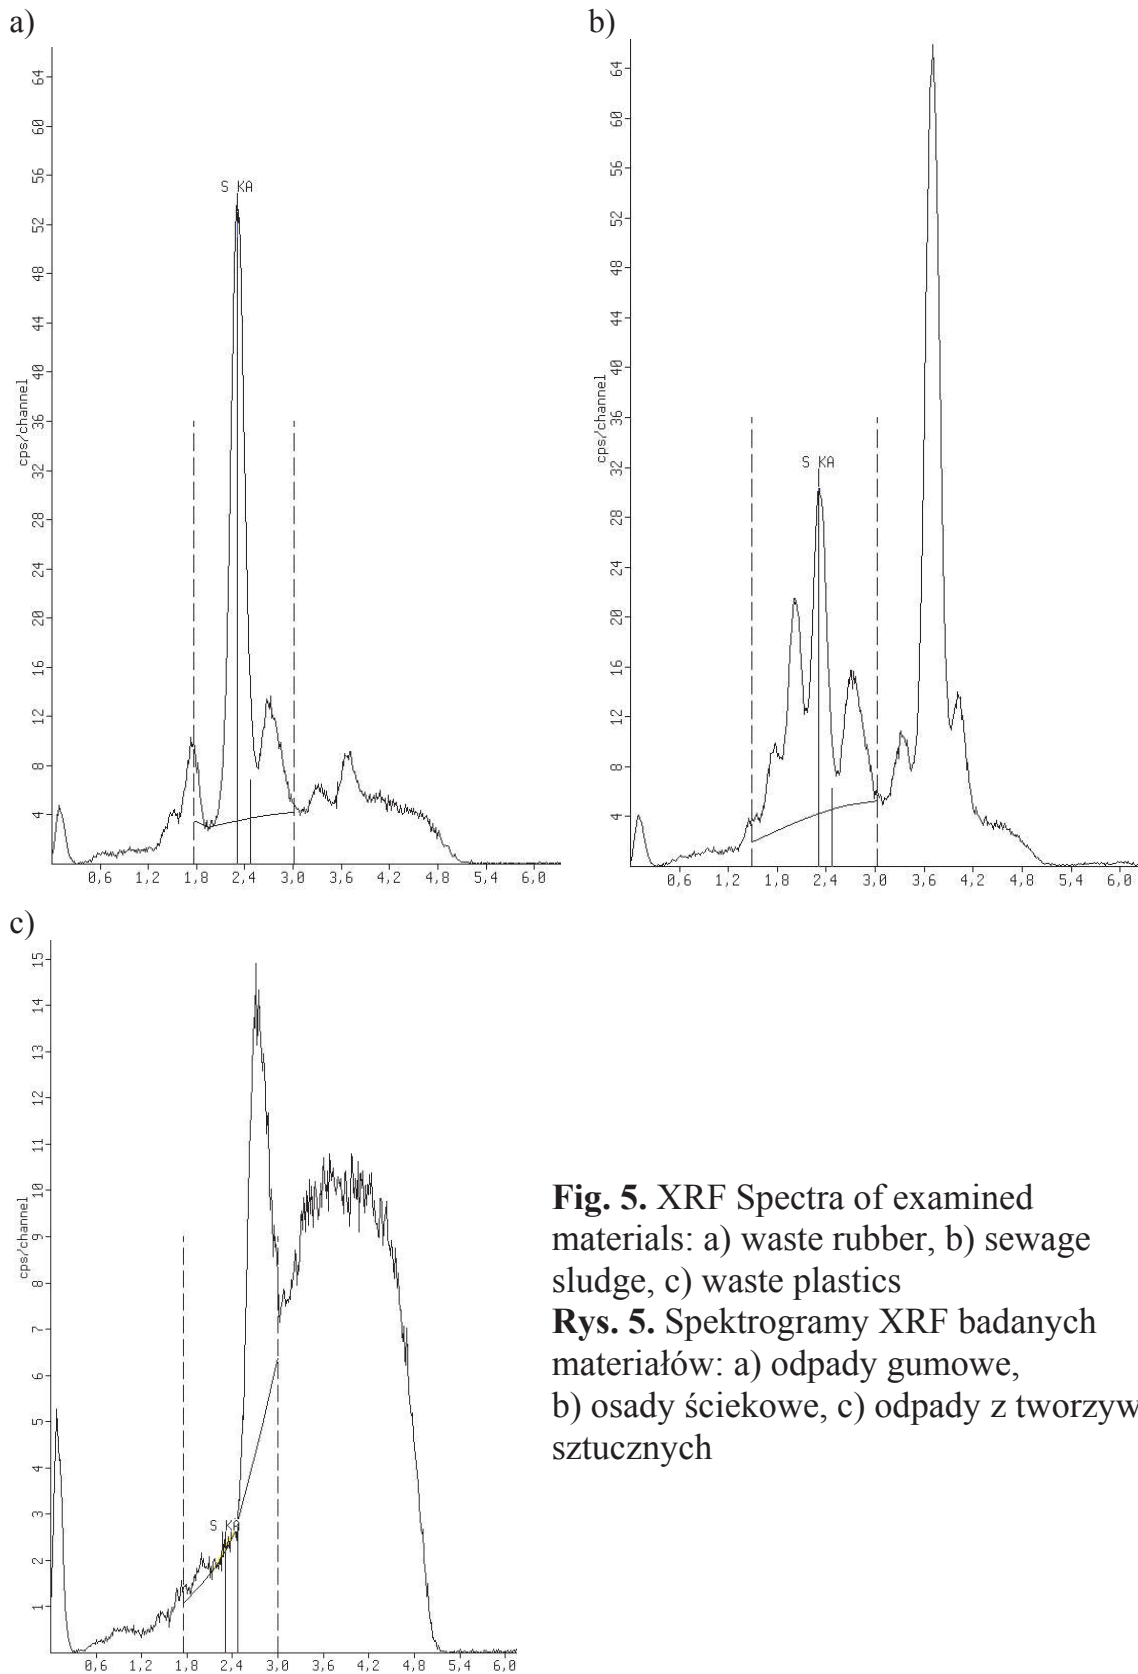 a)
64
60
56
52
48
44
40
36
32
28
24
20
16
12
8
4
cps/channel
S KA
0,6 1,2 1,8 2,4 3,0 3,6 4,2 4,8 5,4 6,0
b)
64
60
56
52
48
44
40
36
32
28
24
20
16
12
8
4
cps/channel
S KA
0,6 1,2 1,8 2,4 3,0 3,6 4,2 4,8 5,4 6,0
c)
15
14
13
12
11
10
9
8
7
6
5
4
3
2
1
cps/channel
S KA
0,6 1,2 1,8 2,4 3,0 3,6 4,2 4,8 5,4 6,0
Fig. 5. XRF Spectra of examined
materials: a) waste rubber, b) sewage
sludge, c) waste plastics
Rys. 5. Spektrogramy XRF badanych
materiałów: a) odpady gumowe,
b) osady ściekowe, c) odpady z tworzyw
sztucznych